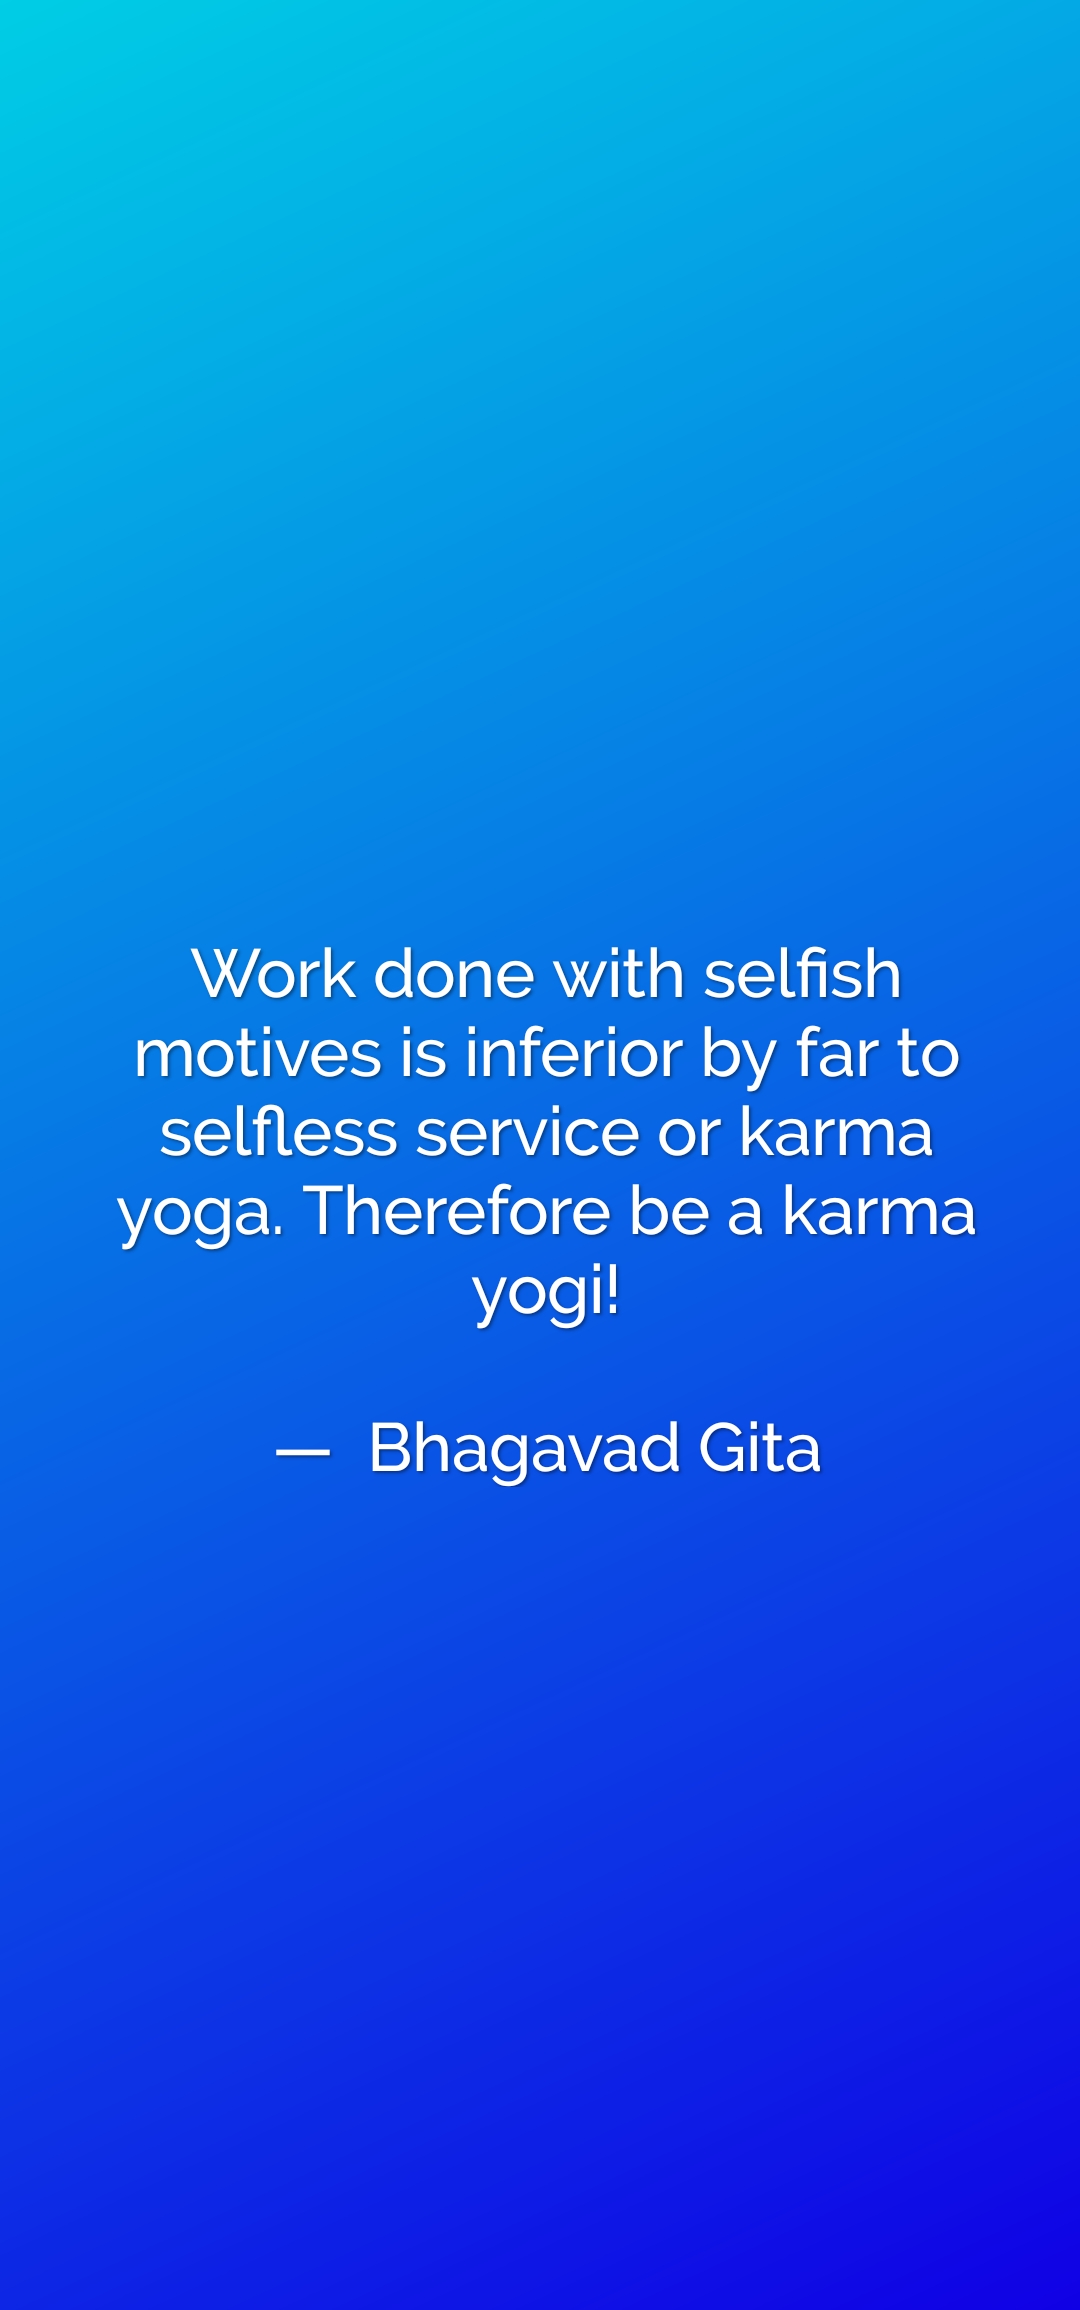 Work done with selfish
motives is inferior by far to
selfless service or karma
yoga. Therefore be a karma
yogi!
— Bhagavad Gita